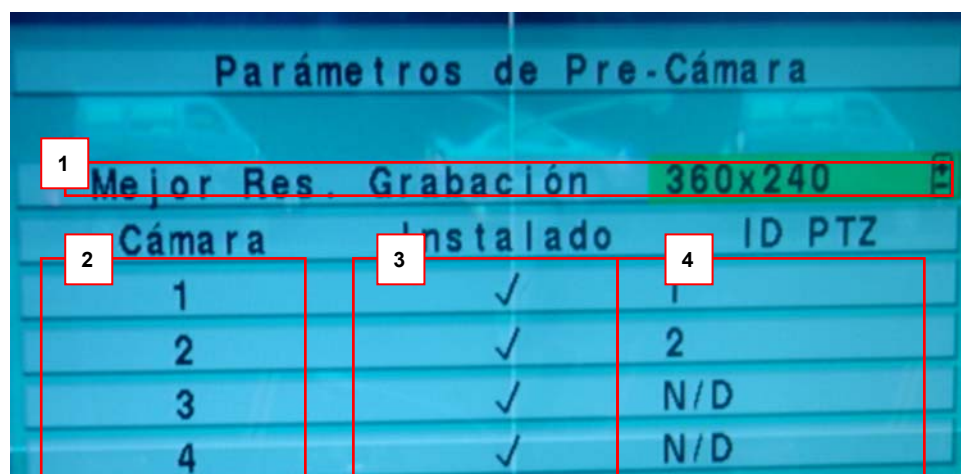 Parámetros de Pre-Cámara
1
Mejor Res. Grabación 360x240
Cámara Instalado ID PTZ
2 3 4
1 ✓ 1
2 ✓ 2
3 ✓ N/D
4 ✓ N/D